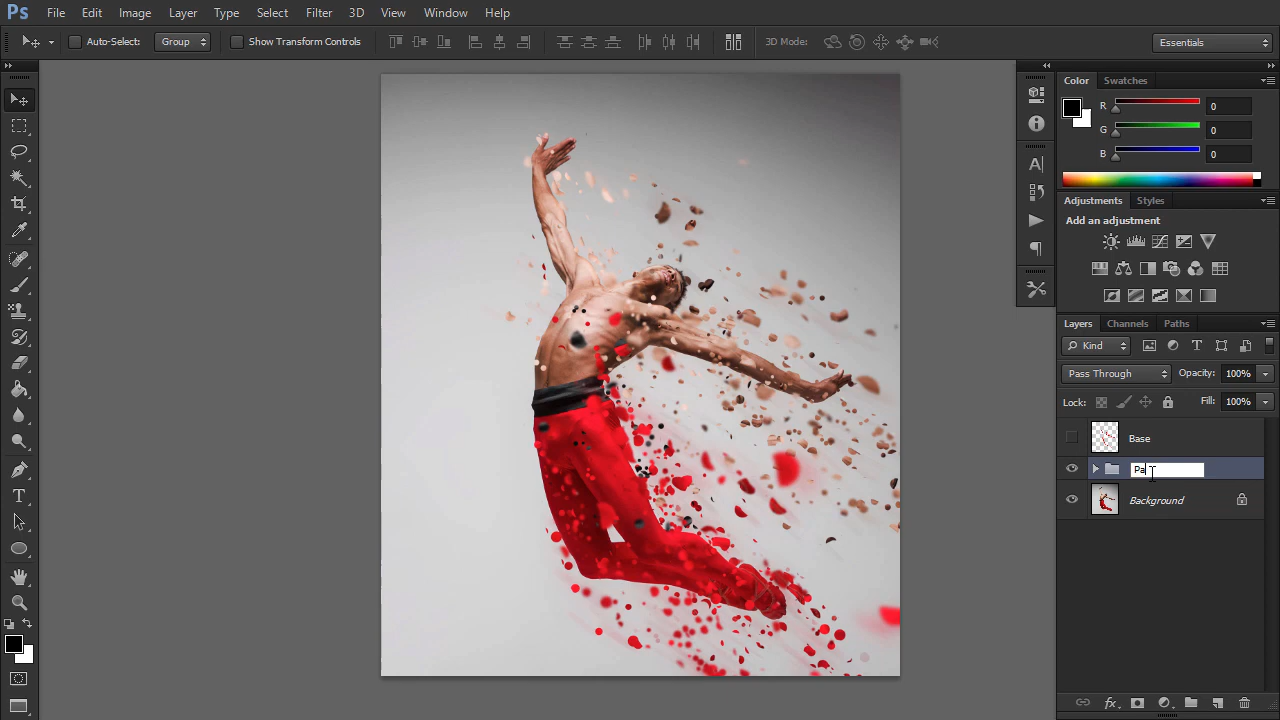 Ps File Edit Image Layer Type Select Filter 3D View Window Help
Auto-Select: Group Show Transform Controls 3D Mode: Essentials
Color Swatches
R 0
G 0
B 0
Adjustments Styles
Add an adjustment
Layers Channels Paths
Kind T
Pass Through Opacity: 100%
Lock: Fill: 100%
Base
Pa
Background
fx
A
T